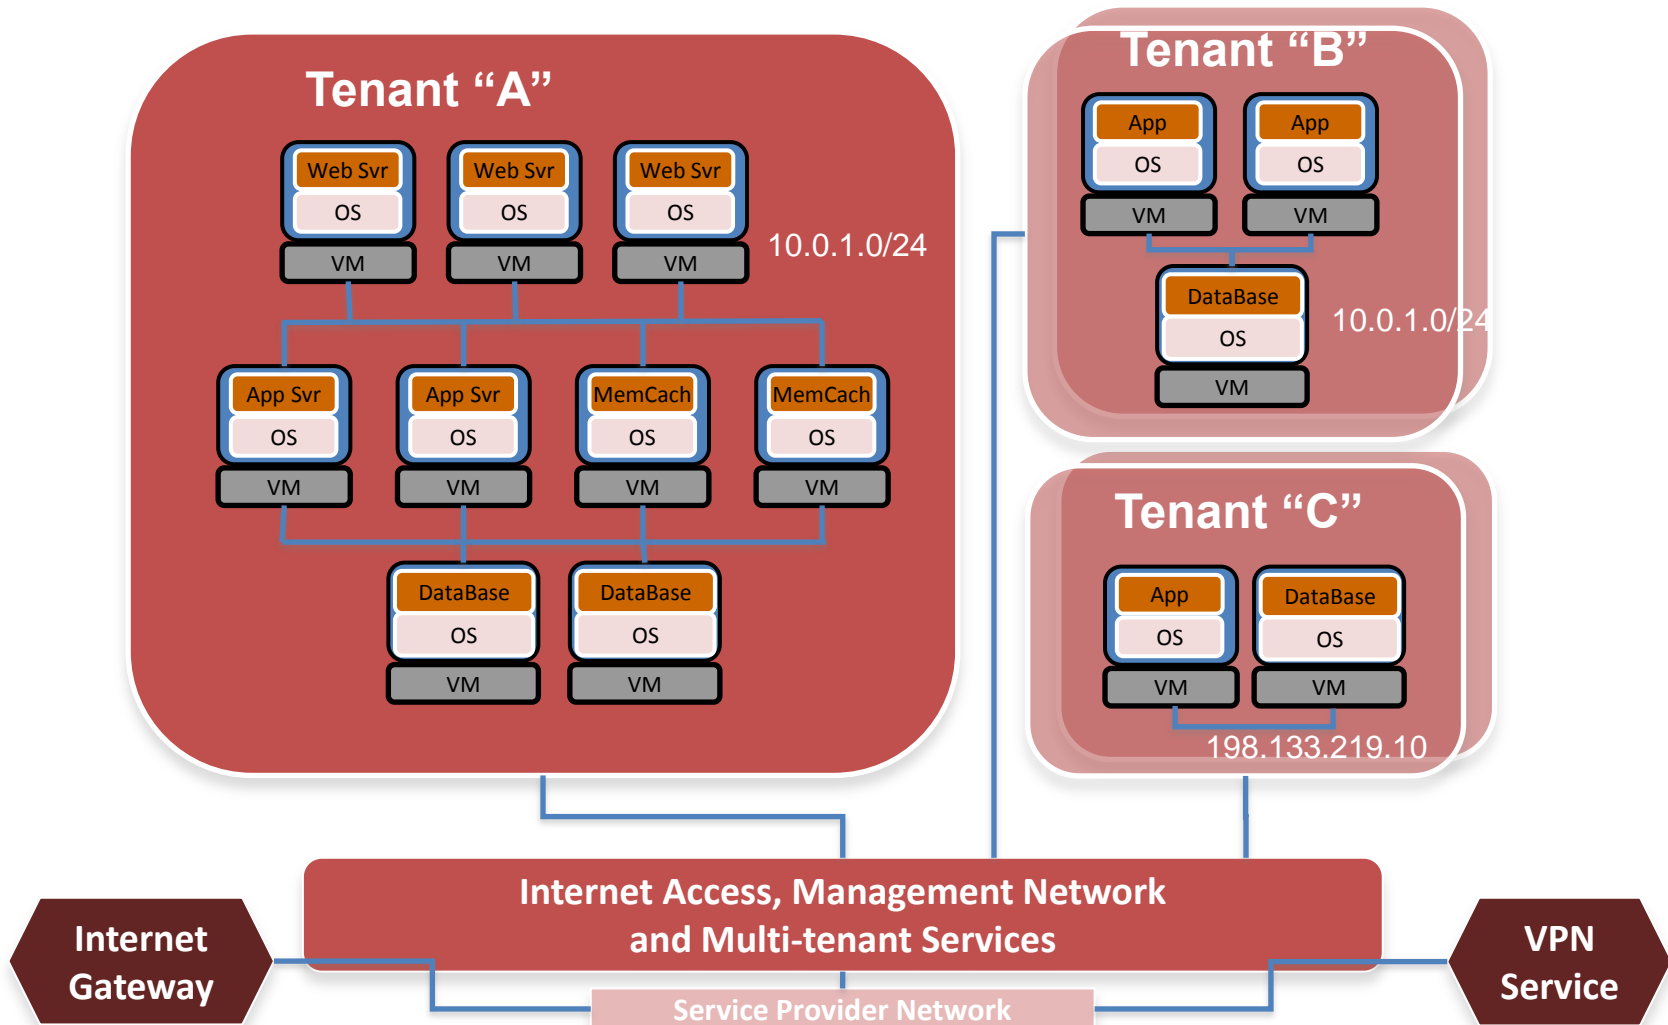 Tenant “A”
Web Svr
OS
VM
Web Svr
OS
VM
Web Svr
OS
VM
10.0.1.0/24
App Svr
OS
VM
App Svr
OS
VM
MemCach
OS
VM
MemCach
OS
VM
DataBase
OS
VM
DataBase
OS
VM
Tenant “B”
App
OS
VM
App
OS
VM
DataBase
OS
VM
10.0.1.0/24
Tenant “C”
App
OS
VM
DataBase
OS
VM
198.133.219.10
Internet Access, Management Network
and Multi-tenant Services
Internet
Gateway
VPN
Service
Service Provider Network